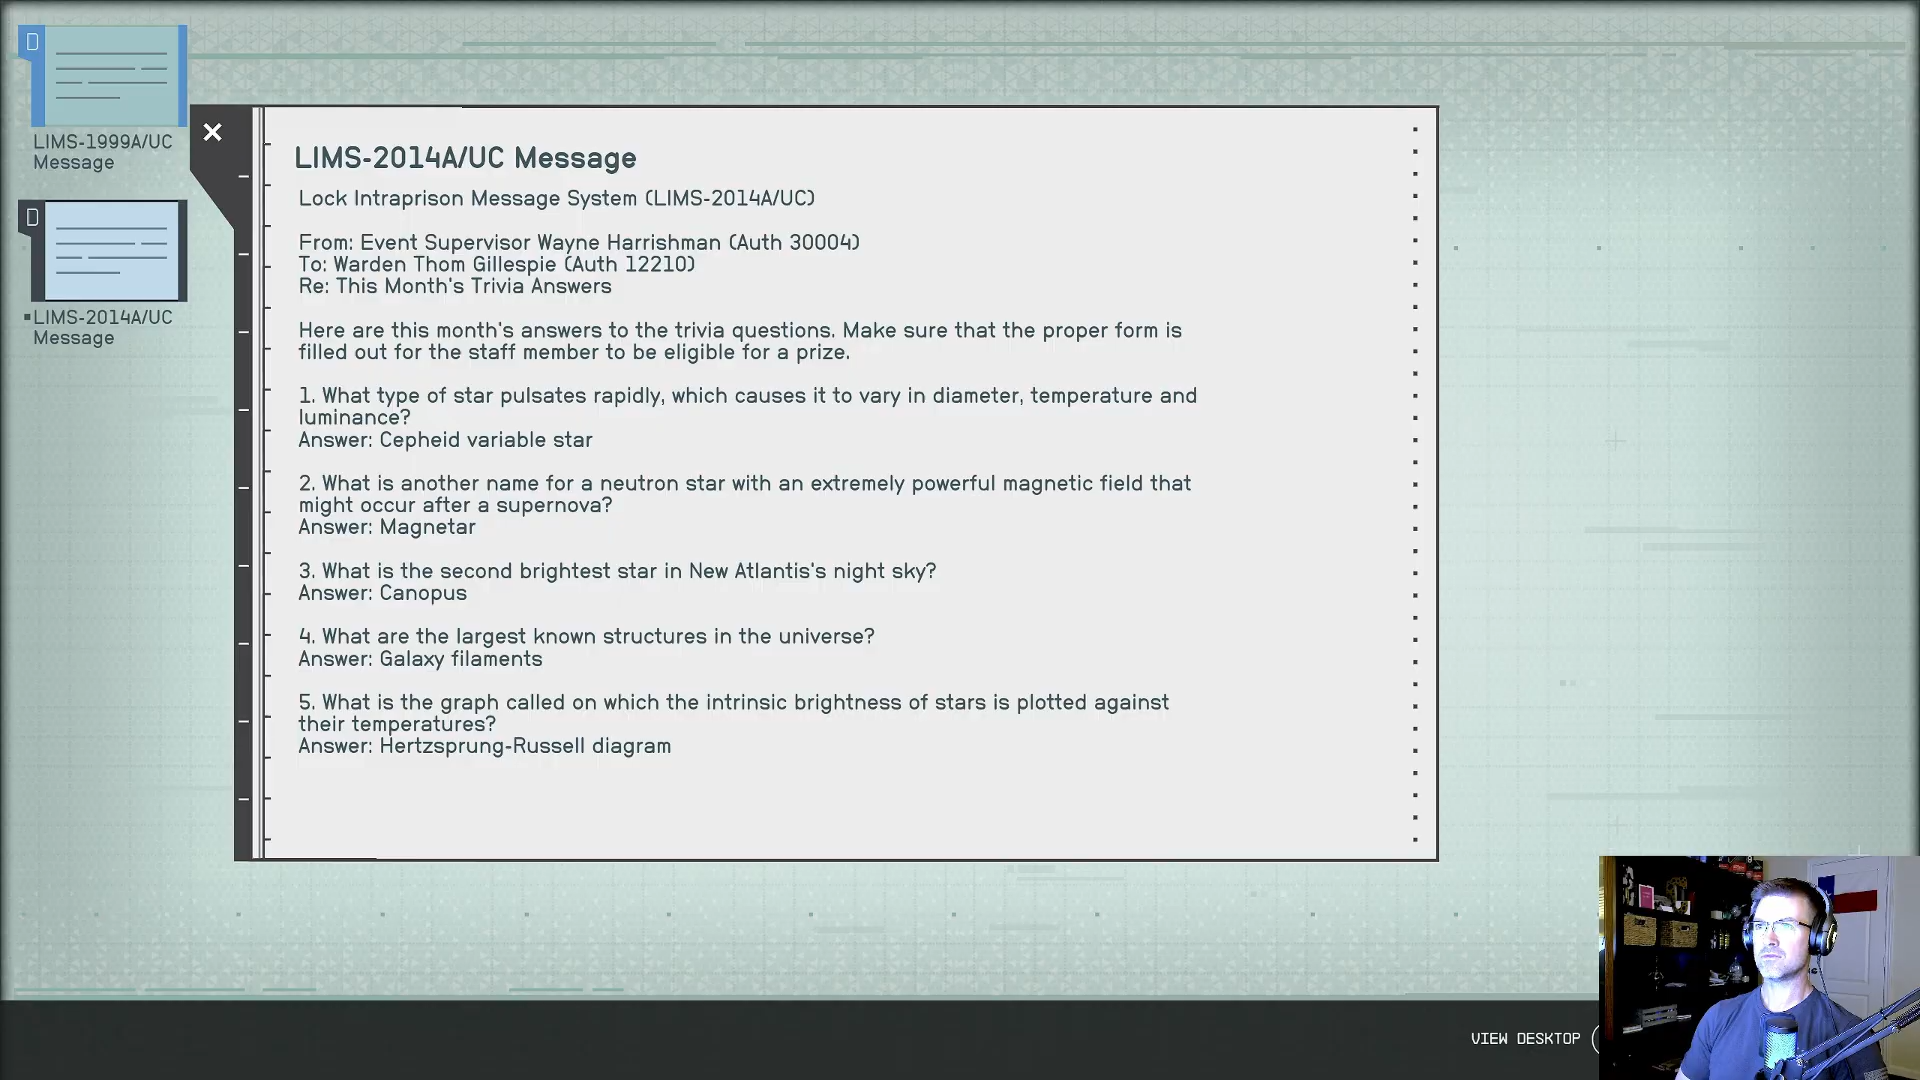 D
LIMS-1999A/UC
Message
D
LIMS-2014A/UC
Message
LIMS-2014A/UC Message
Lock Intraprison Message System (LIMS-2014A/UC)
From: Event Supervisor Wayne Harrishman (Auth 30004)
To: Warden Thom Gillespie (Auth 12210)
Re: This Month's Trivia Answers
Here are this month's answers to the trivia questions. Make sure that the proper form is
filled out for the staff member to be eligible for a prize.
1. What type of star pulsates rapidly, which causes it to vary in diameter, temperature and
luminance?
Answer: Cepheid variable star
2. What is another name for a neutron star with an extremely powerful magnetic field that
might occur after a supernova?
Answer: Magnetar
3. What is the second brightest star in New Atlantis's night sky?
Answer: Canopus
4. What are the largest known structures in the universe?
Answer: Galaxy filaments
5. What is the graph called on which the intrinsic brightness of stars is plotted against
their temperatures?
Answer: Hertzsprung-Russell diagram
VIEW DESKTOP